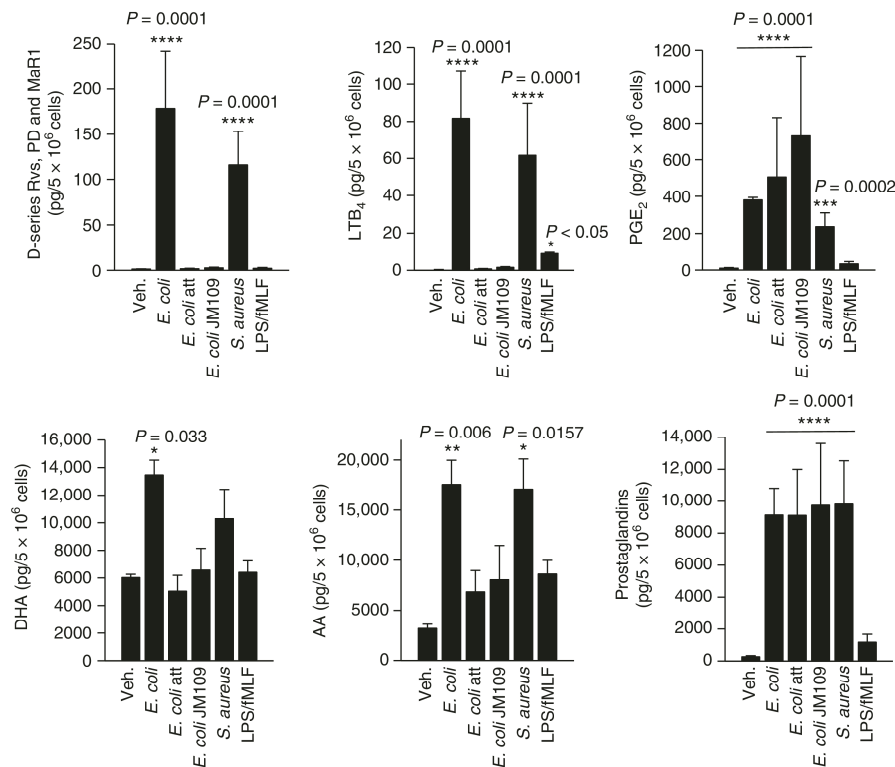 P = 0.0001
****
P = 0.0001
****
250
200
150
100
50
0
D-series Rvs, PD and MaR1
(pg/5 × 10⁶ cells)
Veh.
E. coli
E. coli att
E. coli JM109
S. aureus
LPS/fMLF
P = 0.0001
****
P = 0.0001
****
P < 0.05
*
120
100
80
60
40
20
0
LTB₄ (pg/5 × 10⁶ cells)
Veh.
E. coli
E. coli att
E. coli JM109
S. aureus
LPS/fMLF
P = 0.0001
****
P = 0.0002
***
1200
1000
800
600
400
200
0
PGE₂ (pg/5 × 10⁶ cells)
Veh.
E. coli
E. coli att
E. coli JM109
S. aureus
LPS/fMLF
P = 0.033
*
16,000
14,000
12,000
10,000
8000
6000
4000
2000
0
DHA (pg/5 × 10⁶ cells)
Veh.
E. coli
E. coli att
E. coli JM109
S. aureus
LPS/fMLF
P = 0.006
**
P = 0.0157
*
20,000
15,000
10,000
5000
0
AA (pg/5 × 10⁶ cells)
Veh.
E. coli
E. coli att
E. coli JM109
S. aureus
LPS/fMLF
P = 0.0001
****
14,000
12,000
10,000
8000
6000
4000
2000
0
Prostaglandins
(pg/5 × 10⁶ cells)
Veh.
E. coli
E. coli att
E. coli JM109
S. aureus
LPS/fMLF